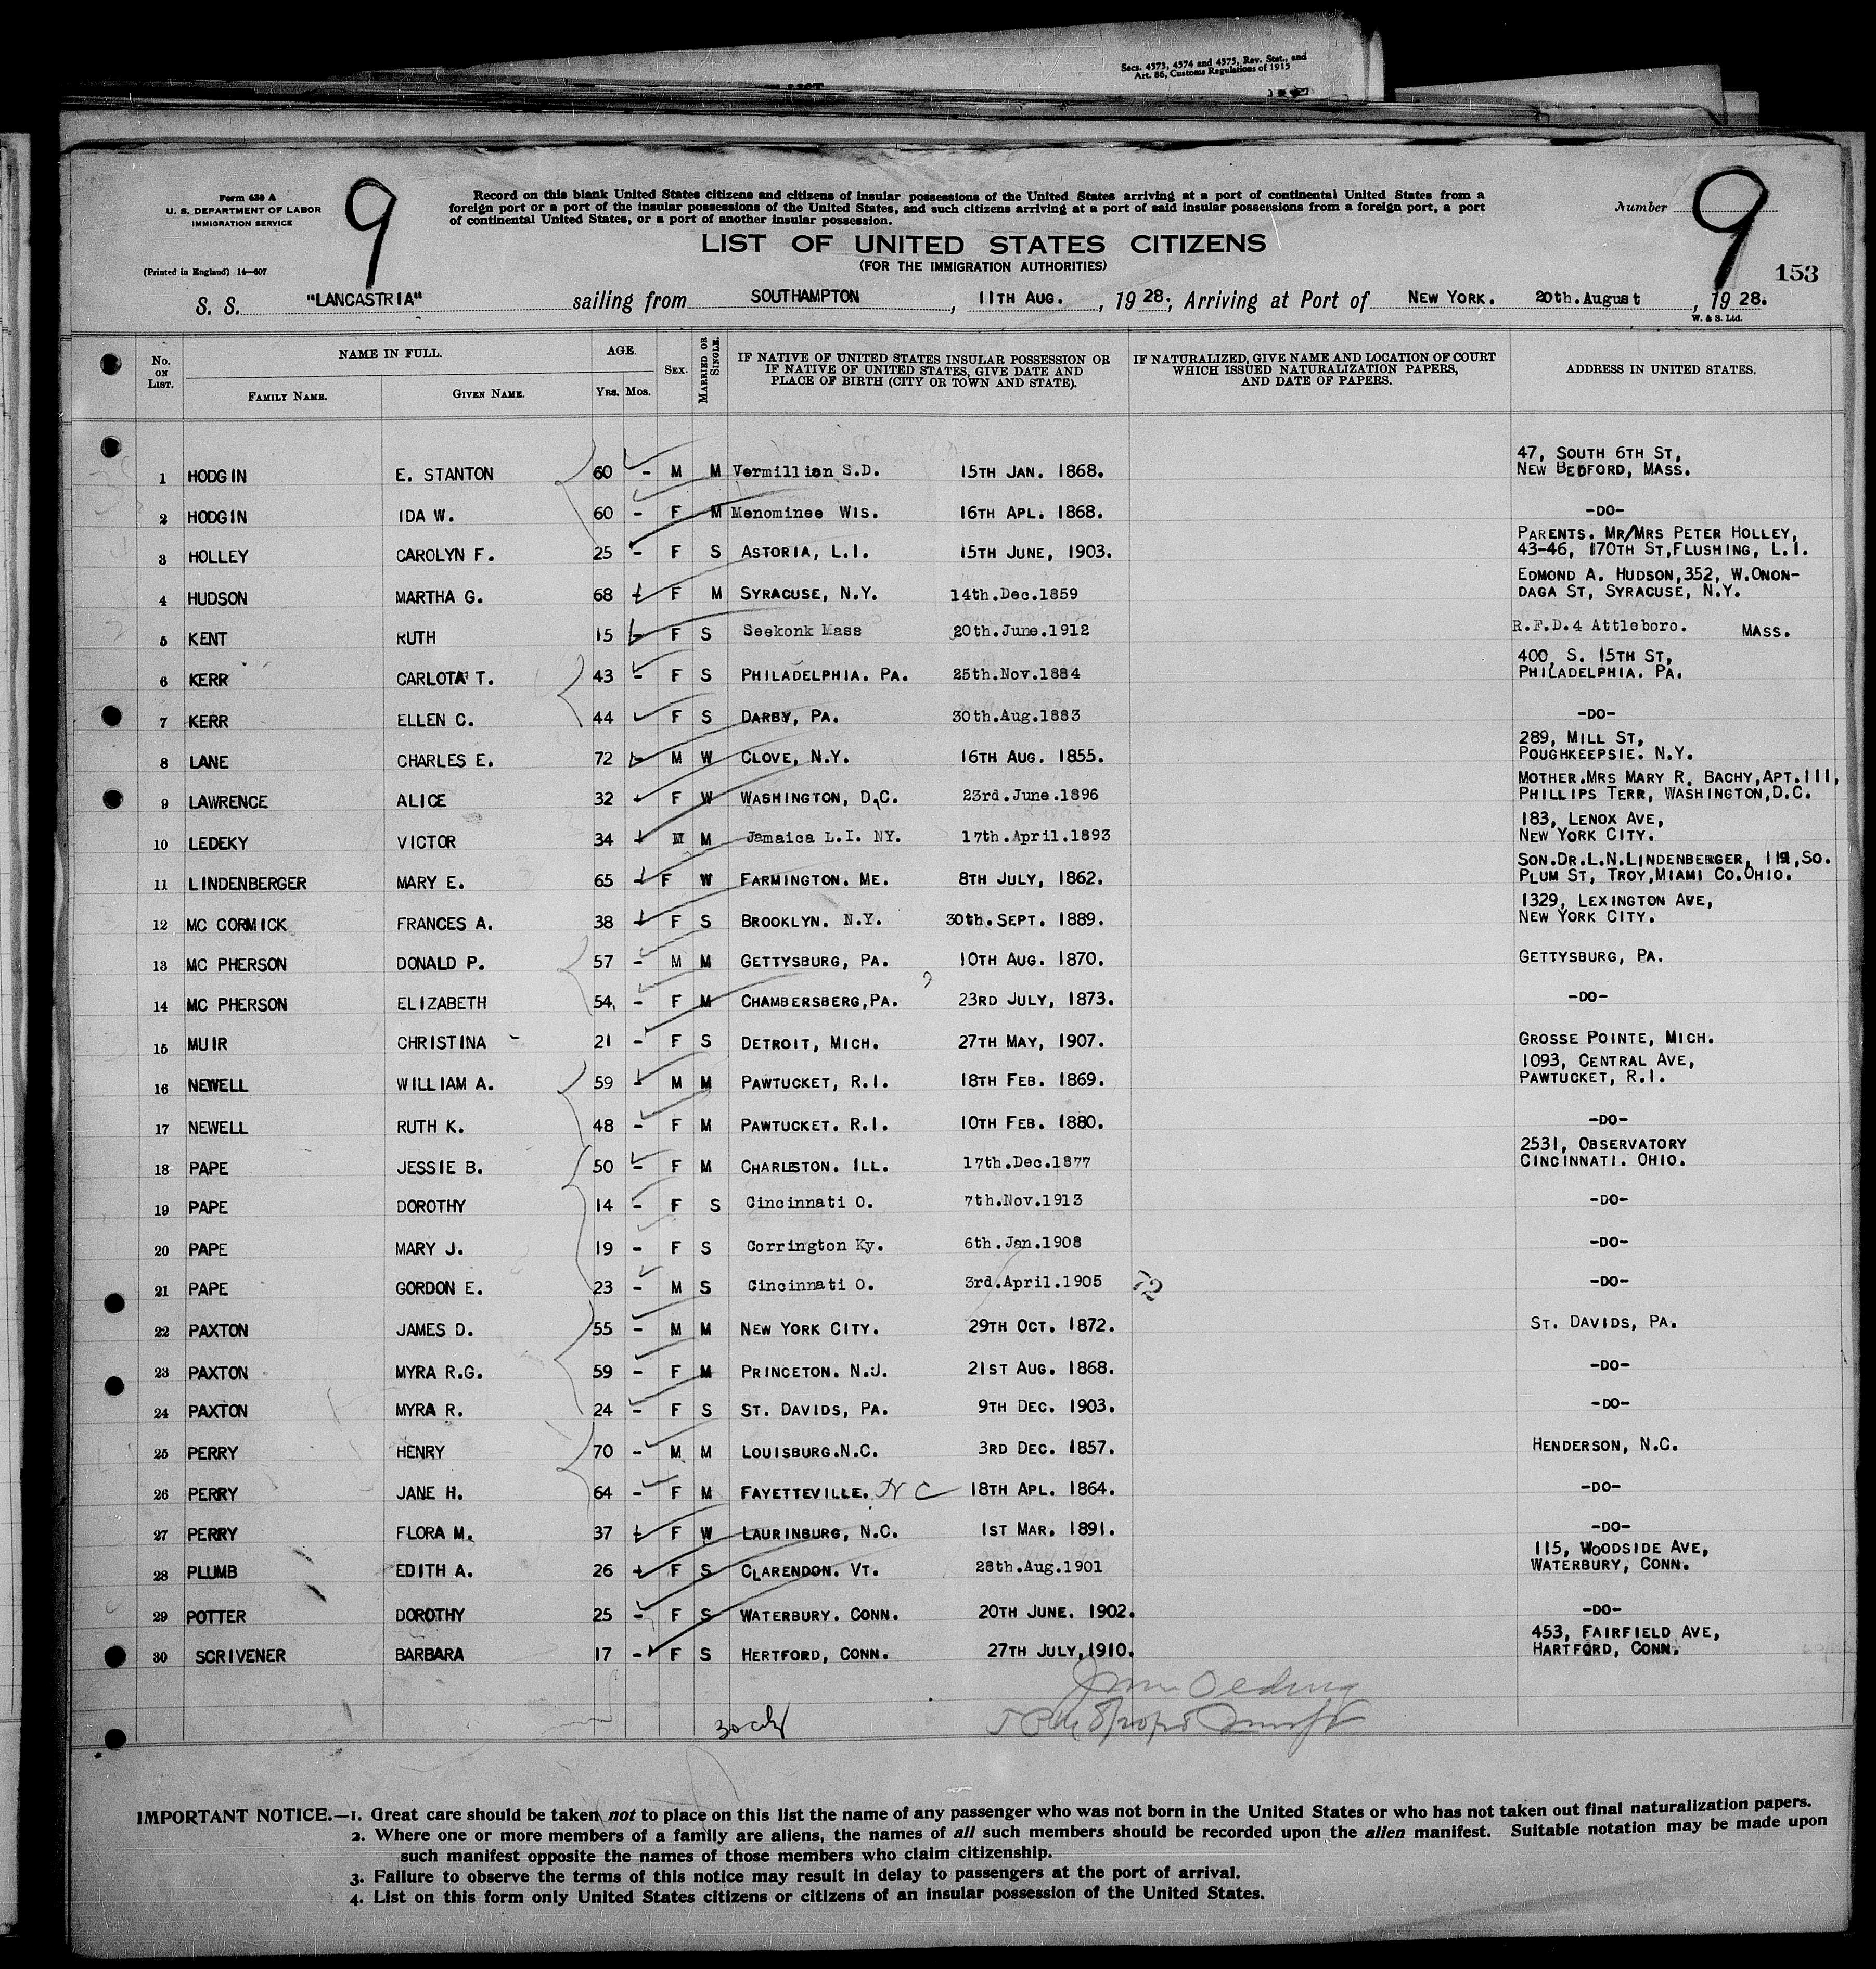 Secs. 4573, 4574 and 4575, Rev. Stat., and
Art. 86, Customs Regulations of 1915
Form 630 A
U. S. DEPARTMENT OF LABOR
IMMIGRATION SERVICE
(Printed in England) 14—607
9
Record on this blank United States citizens and citizens of insular possessions of the United States arriving at a port of continental United States from a
foreign port or a port of the insular possessions of the United States, and such citizens arriving at a port of said insular possessions from a foreign port, a port
of continental United States, or a port of another insular possession.
LIST OF UNITED STATES CITIZENS
(FOR THE IMMIGRATION AUTHORITIES)
Number 9
153
S. S. "LANCASTRIA" sailing from SOUTHAMPTON, 11TH AUG., 1928; Arriving at Port of NEW YORK. 20th.August, 1928.
W. & S. Ltd.
No. ON LIST. NAME IN FULL. FAMILY NAME. GIVEN NAME. AGE. YRS. MOS. SEX. MARRIED OR SINGLE. IF NATIVE OF UNITED STATES INSULAR POSSESSION OR IF NATIVE OF UNITED STATES, GIVE DATE AND PLACE OF BIRTH (CITY OR TOWN AND STATE). IF NATURALIZED, GIVE NAME AND LOCATION OF COURT WHICH ISSUED NATURALIZATION PAPERS, AND DATE OF PAPERS. ADDRESS IN UNITED STATES.
1 HODGIN E. STANTON 60 - M M Vermillion S.D. 15TH JAN. 1868. 47, SOUTH 6TH ST, NEW BEDFORD, MASS.
2 HODGIN IDA W. 60 - F M Menominee WIS. 16TH APL. 1868. -DO-
3 HOLLEY CAROLYN F. 25 - F S ASTORIA, L.I. 15TH JUNE, 1903. PARENTS. MR/MRS PETER HOLLEY, 43-46, 170TH ST,FLUSHING, L.I.
4 HUDSON MARTHA G. 68 - F M SYRACUSE, N.Y. 14th.Dec.1859 EDMOND A. HUDSON,352, W.ONON- DAGA ST, SYRACUSE, N.Y.
5 KENT RUTH 15 - F S Seekonk Mass 20th.June.1912 R.F.D.4 Attleboro. MASS.
6 KERR CARLOTA T. 43 - F S PHILADELPHIA. PA. 25th.Nov.1884 400, S. 15TH ST, PHILADELPHIA. PA.
7 KERR ELLEN C. 44 - F S DARBY, PA. 30th.Aug.1883 -DO-
8 LANE CHARLES E. 72 - M W CLOVE, N.Y. 16TH AUG. 1855. 289, MILL ST, POUGHKEEPSIE. N.Y.
9 LAWRENCE ALICE 32 - F W WASHINGTON, D.C. 23rd.June.1896 MOTHER.MRS MARY R. BACHY,APT.111, PHILLIPS TERR, WASHINGTON,D.C.
10 LEDEKY VICTOR 34 - M M Jamaica L.I. NY. 17th.April.1893 183, LENOX AVE, NEW YORK CITY.
11 LINDENBERGER MARY E. 65 - F W FARMINGTON. ME. 8TH JULY, 1862. SON.DR.L.N.LINDENBERGER, 119,SO. PLUM ST, TROY,MIAMI CO.OHIO.
12 MC CORMICK FRANCES A. 38 - F S BROOKLYN. N.Y. 30th.SEPT. 1889. 1329, LEXINGTON AVE, NEW YORK CITY.
13 MC PHERSON DONALD P. 57 - M M GETTYSBURG, PA. 10TH AUG. 1870. GETTYSBURG, PA.
14 MC PHERSON ELIZABETH 54 - F M CHAMBERSBERG,PA. 23RD JULY, 1873. -DO-
15 MUIR CHRISTINA 21 - F S DETROIT, MICH. 27TH MAY, 1907. GROSSE POINTE, MICH.
16 NEWELL WILLIAM A. 59 - M M PAWTUCKET, R.I. 18TH FEB. 1869. 1093, CENTRAL AVE, PAWTUCKET, R.I.
17 NEWELL RUTH K. 48 - F M PAWTUCKET. R.I. 10TH FEB. 1880. -DO-
18 PAPE JESSIE B. 50 - F M CHARLESTON. ILL. 17th.Dec.1877 2531, OBSERVATORY CINCINNATI. OHIO.
19 PAPE DOROTHY 14 - F S Cincinnati O. 7th.Nov.1913 -DO-
20 PAPE MARY J. 19 - F S Corrington Ky. 6th.Jan.1908 -DO-
21 PAPE GORDON E. 23 - M S Cincinnati O. 3rd.April.1905 72 -DO-
22 PAXTON JAMES D. 55 - M M NEW YORK CITY. 29TH OCT. 1872. ST. DAVIDS, PA.
23 PAXTON MYRA R.G. 59 - F M PRINCETON. N.J. 21ST AUG. 1868. -DO-
24 PAXTON MYRA R. 24 - F S ST. DAVIDS, PA. 9TH DEC. 1903. -DO-
25 PERRY HENRY 70 - M M LOUISBURG.N.C. 3RD DEC. 1857. HENDERSON, N.C.
26 PERRY JANE H. 64 - F M FAYETTEVILLE. N C 18TH APL. 1864. -DO-
27 PERRY FLORA M. 37 - F W LAURINBURG, N.C. 1ST MAR. 1891. -DO-
28 PLUMB EDITH A. 26 - F S CLARENDON. VT. 28th.Aug.1901 115, WOODSIDE AVE, WATERBURY, CONN.
29 POTTER DOROTHY 25 - F S WATERBURY. CONN. 20TH JUNE. 1902. -DO-
30 SCRIVENER BARBARA 17 - F S HERTFORD, CONN. 27TH JULY,1910. 453, FAIRFIELD AVE, HARTFORD, CONN.
IMPORTANT NOTICE.—1. Great care should be taken not to place on this list the name of any passenger who was not born in the United States or who has not taken out final naturalization papers.
2. Where one or more members of a family are aliens, the names of all such members should be recorded upon the alien manifest. Suitable notation may be made upon
such manifest opposite the names of those members who claim citizenship.
3. Failure to observe the terms of this notice may result in delay to passengers at the port of arrival.
4. List on this form only United States citizens or citizens of an insular possession of the United States.